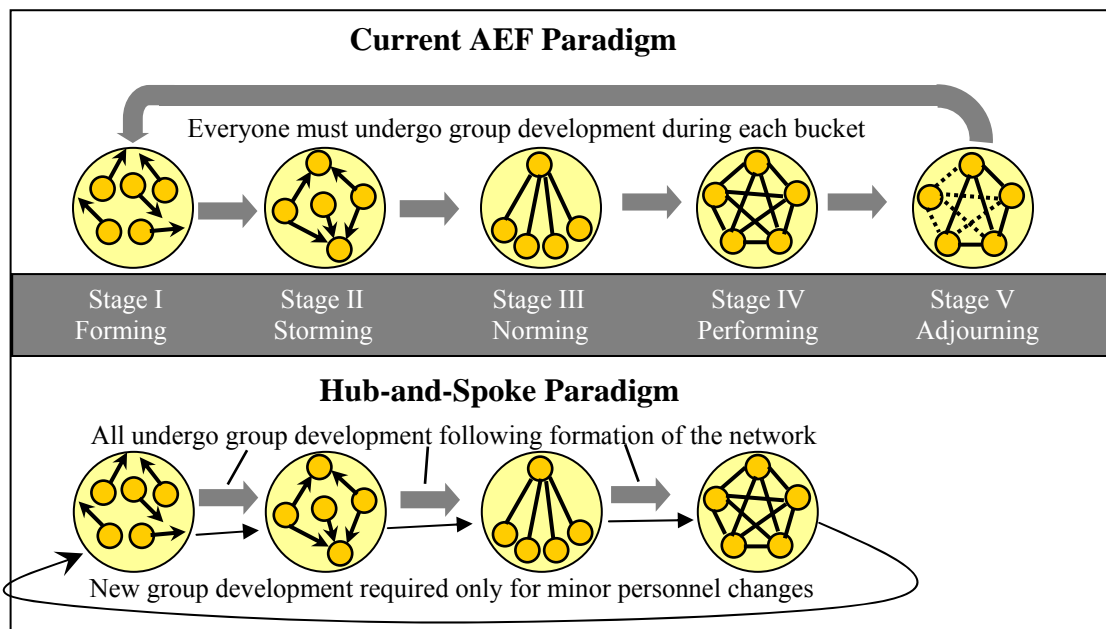 Current AEF Paradigm
Everyone must undergo group development during each bucket
Stage I
Forming
Stage II
Storming
Stage III
Norming
Stage IV
Performing
Stage V
Adjourning
Hub-and-Spoke Paradigm
All undergo group development following formation of the network
New group development required only for minor personnel changes